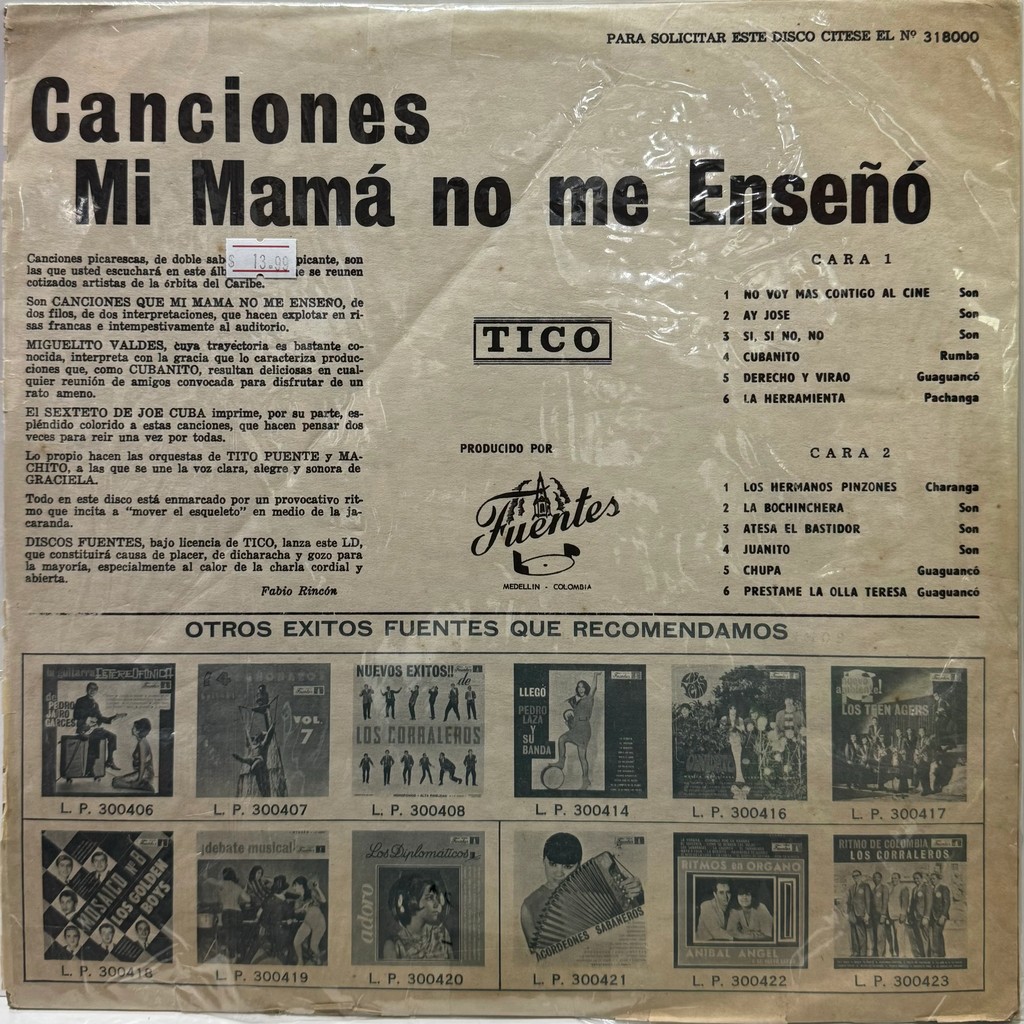 PARA SOLICITAR ESTE DISCO CITESE EL Nº 318000
Canciones
Mi Mamá no me Enseñó
Canciones picarescas, de doble sab picante, son
las que usted escuchará en este álb e se reunen
cotizados artistas de la órbita del Caribe.
$ 13.99
Son CANCIONES QUE MI MAMA NO ME ENSEÑO, de
dos filos, de dos interpretaciones, que hacen explotar en ri-
sas francas e intempestivamente al auditorio.
MIGUELITO VALDES, cuya trayectoria es bastante co-
nocida, interpreta con la gracia que lo caracteriza produc-
ciones que, como CUBANITO, resultan deliciosas en cual-
quier reunión de amigos convocada para disfrutar de un
rato ameno.
El SEXTETO DE JOE CUBA imprime, por su parte, es-
pléndido colorido a estas canciones, que hacen pensar dos
veces para reir una vez por todas.
Lo propio hacen las orquestas de TITO PUENTE y MA-
CHITO, a las que se une la voz clara, alegre y sonora de
GRACIELA.
Todo en este disco está enmarcado por un provocativo rit-
mo que incita a "mover el esqueleto" en medio de la ja-
caranda.
DISCOS FUENTES, bajo licencia de TICO, lanza este LD,
que constituirá causa de placer, de dicharacha y gozo para
la mayoría, especialmente al calor de la charla cordial y
abierta.
Fabio Rincón
TICO
PRODUCIDO POR
Fuentes
MEDELLIN - COLOMBIA
CARA 1
1 NO VOY MAS CONTIGO AL CINE Son
2 AY JOSE Son
3 SI, SI NO, NO Son
4 CUBANITO Rumba
5 DERECHO Y VIRAO Guaguancó
6 LA HERRAMIENTA Pachanga
CARA 2
1 LOS HERMANOS PINZONES Charanga
2 LA BOCHINCHERA Son
3 ATESA EL BASTIDOR Son
4 JUANITO Son
5 CHUPA Guaguancó
6 PRESTAME LA OLLA TERESA Guaguancó
OTROS EXITOS FUENTES QUE RECOMENDAMOS
la guitarra
de
PEDRO
JAIRO
GARCES
VOL.
7
NUEVOS EXITOS!!
de
LOS CORRALEROS
LLEGÓ
PEDRO
LAZA
Y
SU
BANDA
LOS TEEN AGERS
L. P. 300406
L. P. 300407
L. P. 300408
L. P. 300414
L. P. 300416
L. P. 300417
MOSAICO Nº 8
LOS GOLDEN
BOYS
¡debate musical!
Los Diplomáticos
adoro
ACORDEONES SABANEROS
RITMOS en ORGANO
ANIBAL ANGEL
RITMO DE COLOMBIA
LOS CORRALEROS
L. P. 300418
L. P. 300419
L. P. 300420
L. P. 300421
L. P. 300422
L. P. 300423